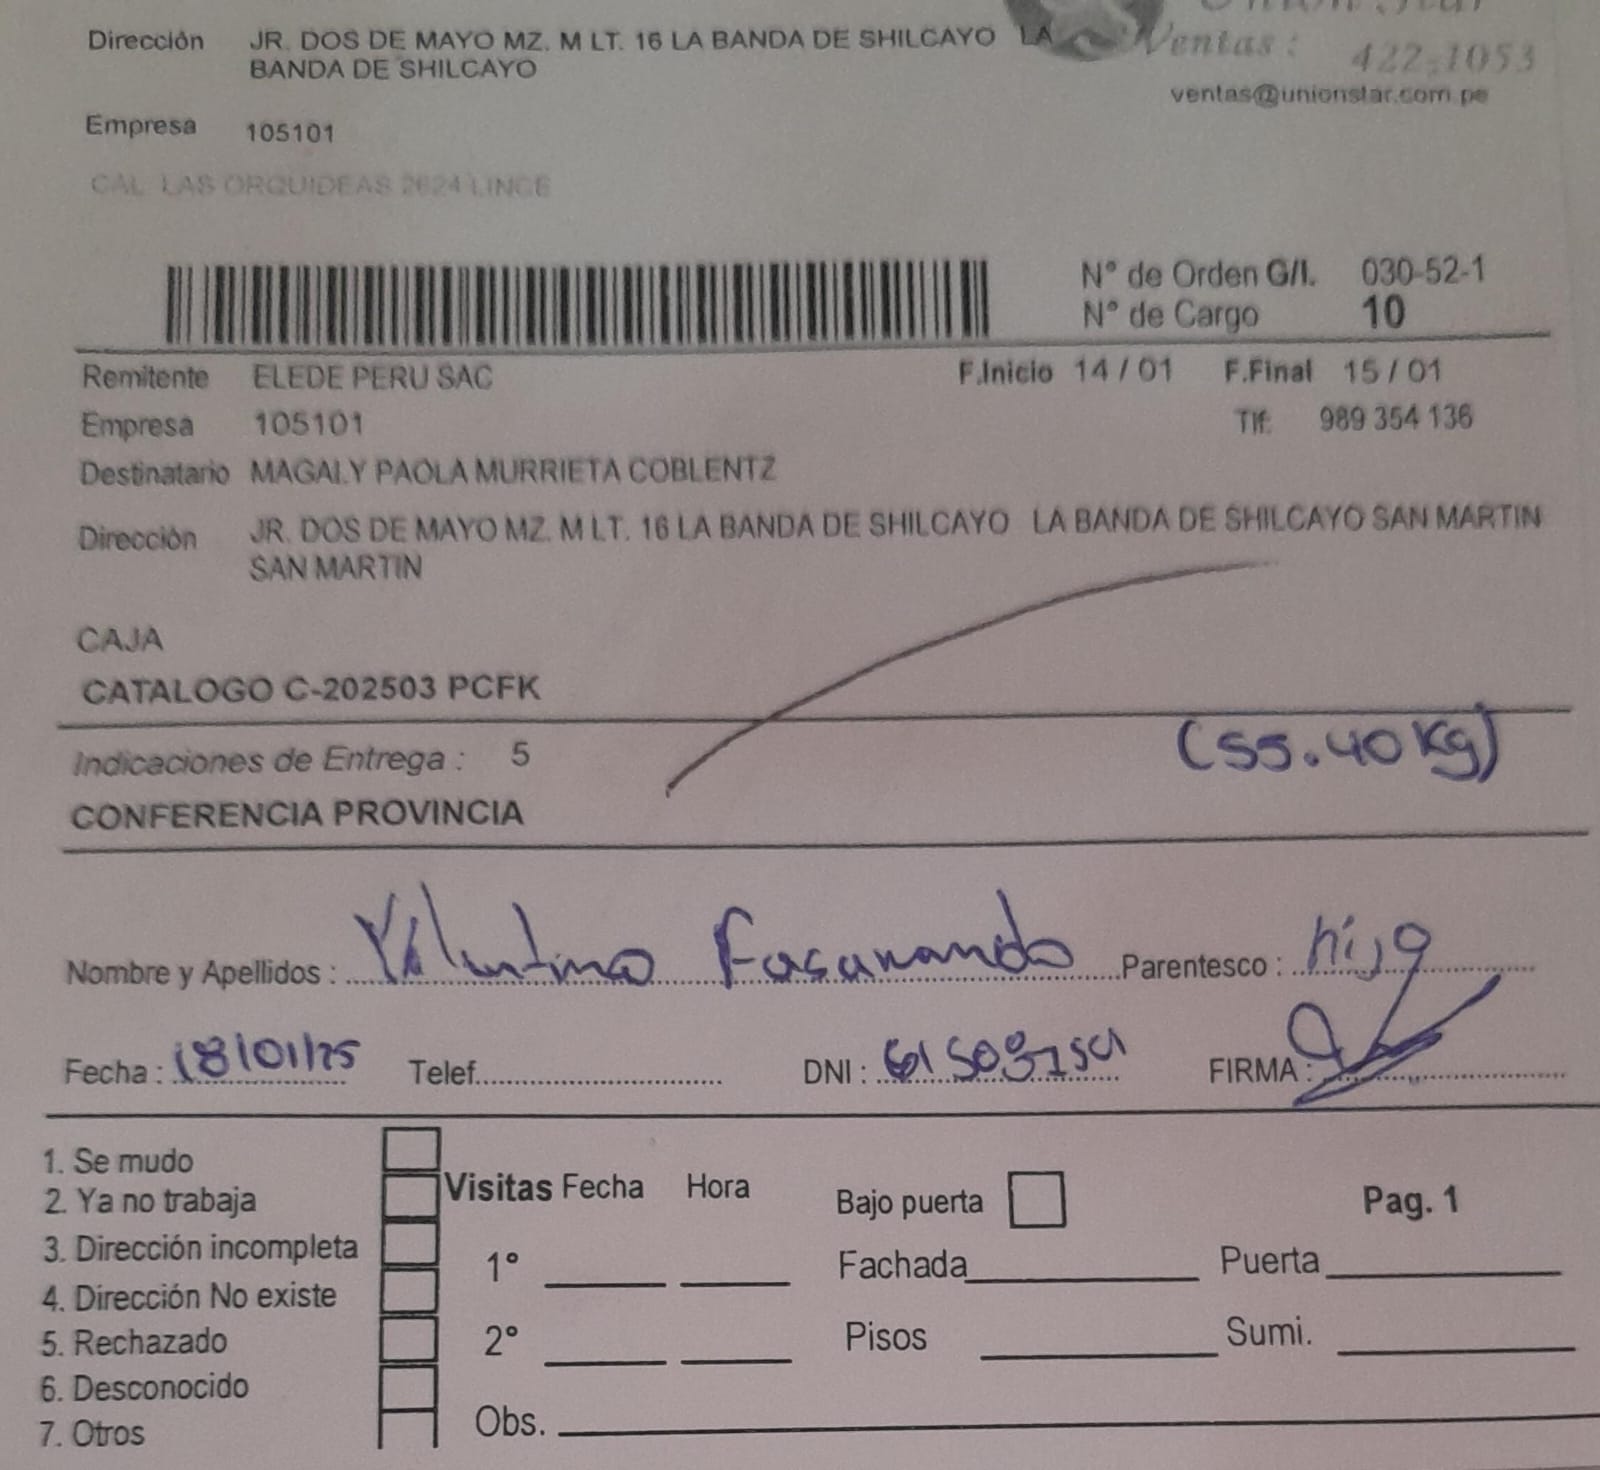 Dirección JR. DOS DE MAYO MZ. M LT. 16 LA BANDA DE SHILCAYO LA
BANDA DE SHILCAYO
Ventas: 422-1053
ventas@unionstar.com.pe
Empresa 105101
CAL LAS ORQUIDEAS 2624 LINCE
N° de Orden G/I. 030-52-1
N° de Cargo 10
Remitente ELEDE PERU SAC F.Inicio 14 / 01 F.Final 15 / 01
Empresa 105101 Tlf: 989 354 136
Destinatario MAGALY PAOLA MURRIETA COBLENTZ
Dirección JR. DOS DE MAYO MZ. M LT. 16 LA BANDA DE SHILCAYO LA BANDA DE SHILCAYO SAN MARTIN
SAN MARTIN
CAJA
CATALOGO C-202503 PCFK
Indicaciones de Entrega : 5 (55.40 Kg)
CONFERENCIA PROVINCIA
Nombre y Apellidos : Fasanando Parentesco :
Fecha : 18/01/25 Telef. DNI : FIRMA :
1. Se mudo
2. Ya no trabaja
3. Dirección incompleta
4. Dirección No existe
5. Rechazado
6. Desconocido
7. Otros
Visitas Fecha Hora
1°
2°
Obs.
Bajo puerta Pag. 1
Fachada Puerta
Pisos Sumi.